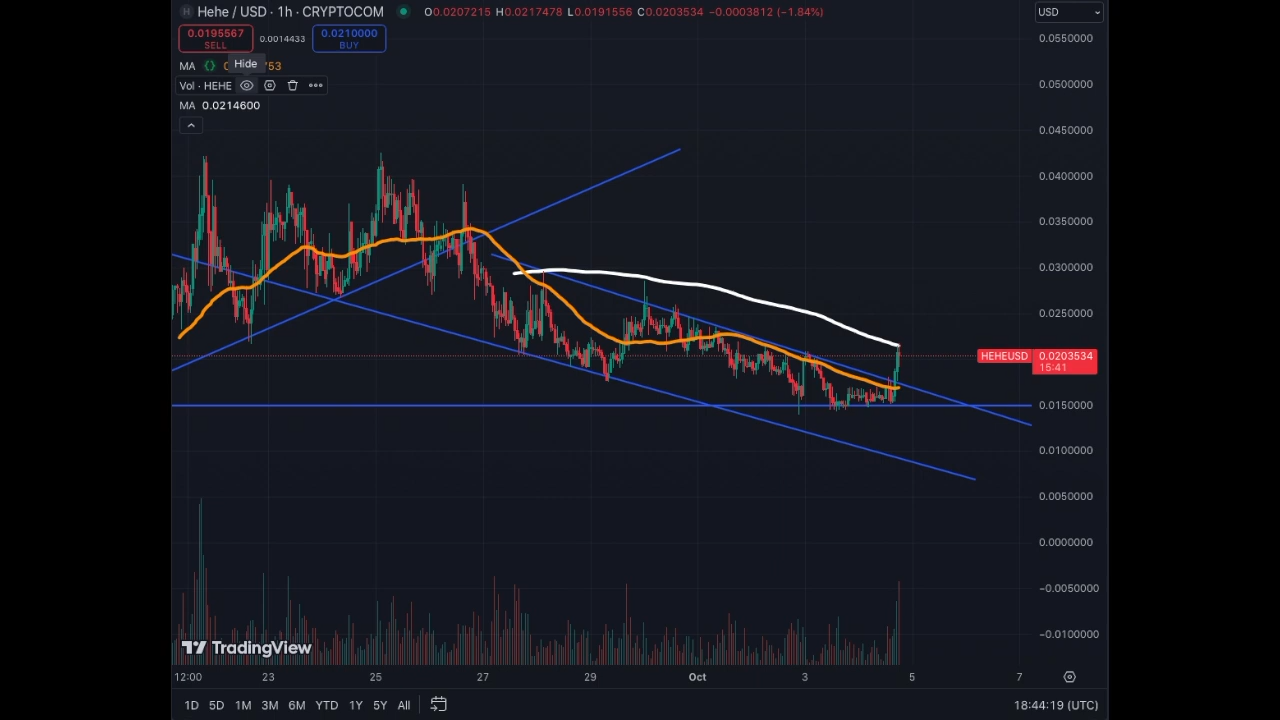 Hehe / USD · 1h · CRYPTOCOM O0.0207215 H0.0217478 L0.0191556 C0.0203534 −0.0003812 (−1.84%)
USD
0.0195567 0.0014433 0.0210000
SELL BUY
Hide
MA
Vol · HEHE
MA 0.0214600
0.0550000
0.0500000
0.0450000
0.0400000
0.0350000
0.0300000
0.0250000
HEHEUSD 0.0203534
15:41
0.0150000
0.0100000
0.0050000
0.0000000
−0.0050000
−0.0100000
TradingView
12:00 23 25 27 29 Oct 3 5 7
1D 5D 1M 3M 6M YTD 1Y 5Y All 18:44:19 (UTC)